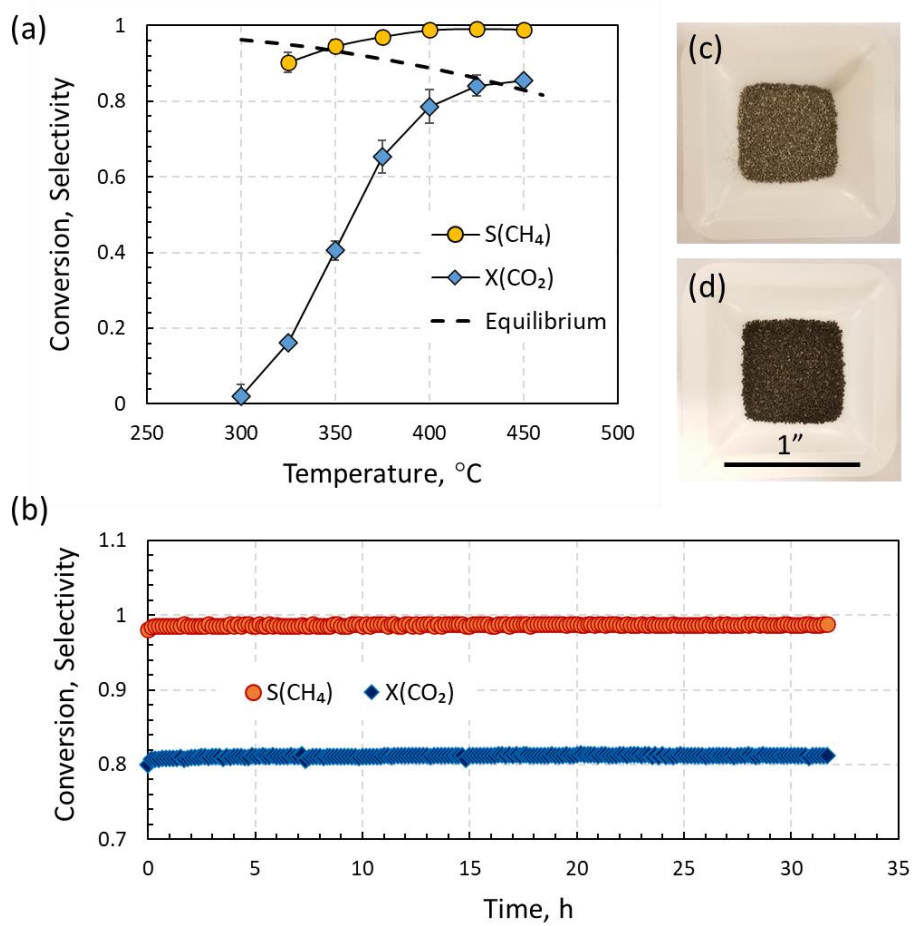 (a)
1
0.8
0.6
0.4
0.2
0
Conversion, Selectivity
S(CH₄)
X(CO₂)
Equilibrium
250 300 350 400 450 500
Temperature, °C
(c)
(d)
1”
(b)
1.1
1
0.9
0.8
0.7
Conversion, Selectivity
S(CH₄) X(CO₂)
0 5 10 15 20 25 30 35
Time, h